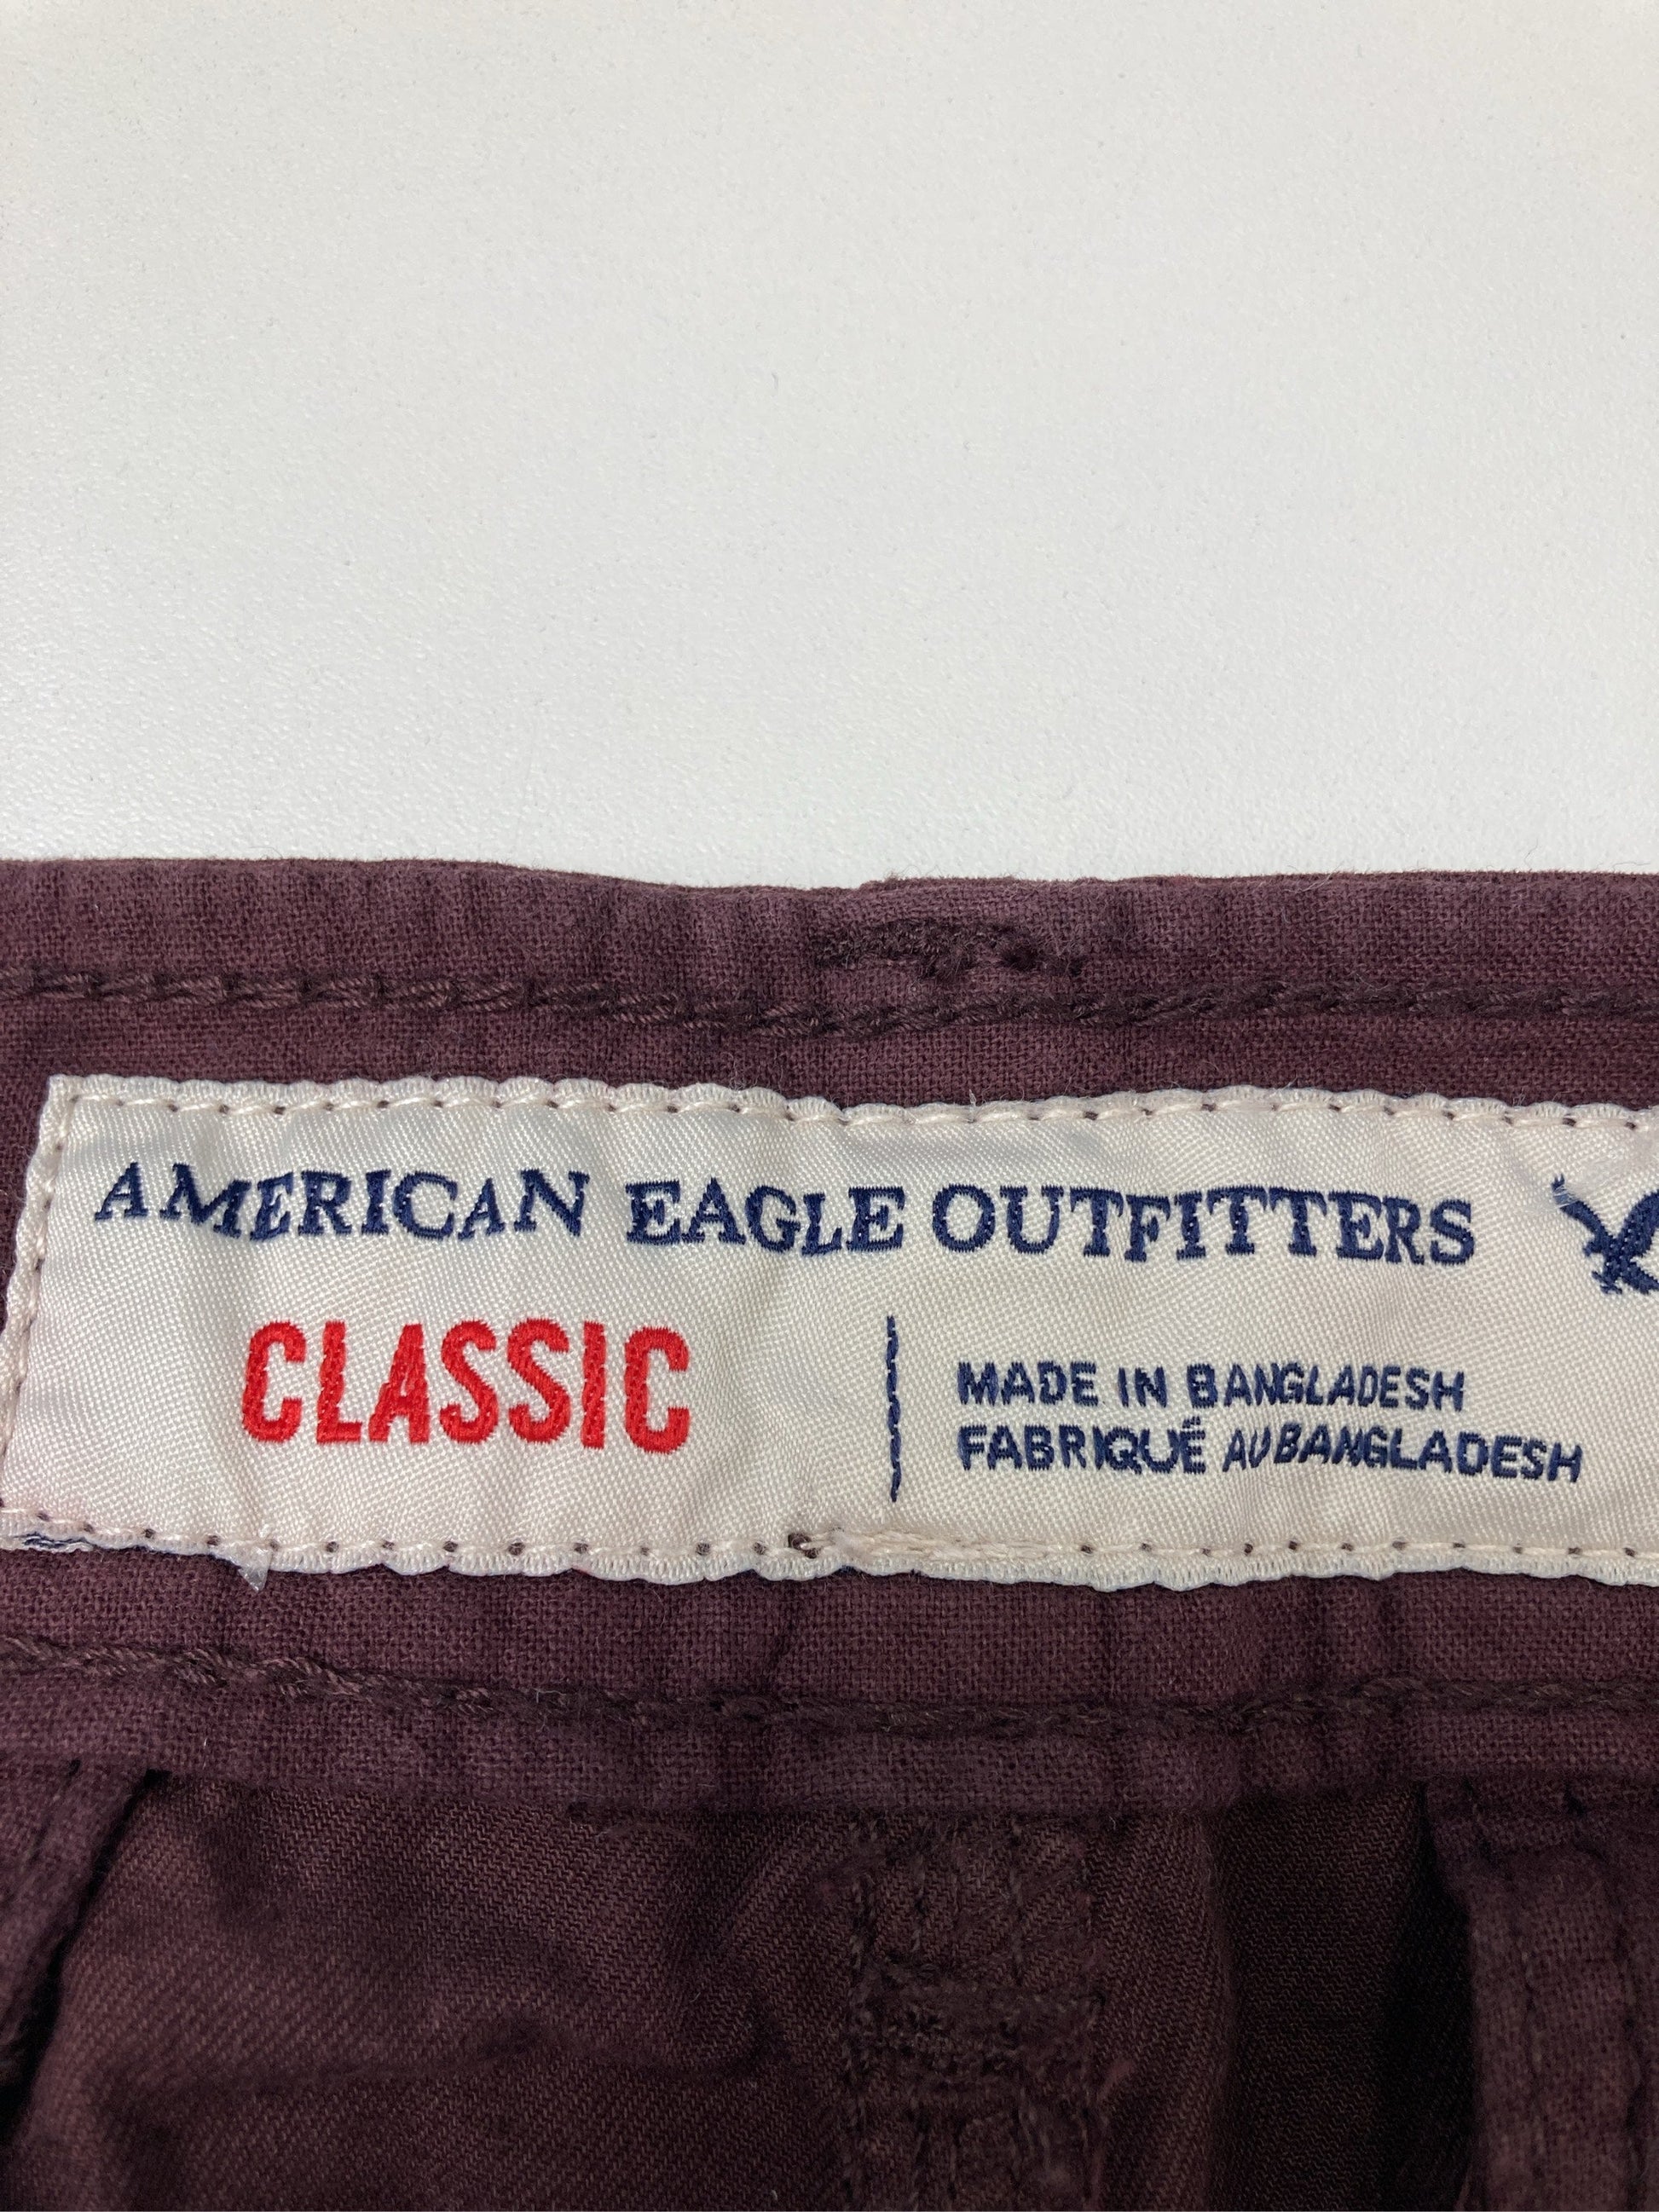 AMERICAN EAGLE OUTFITTERS
CLASSIC
MADE IN BANGLADESH
FABRIQUÉ AU BANGLADESH